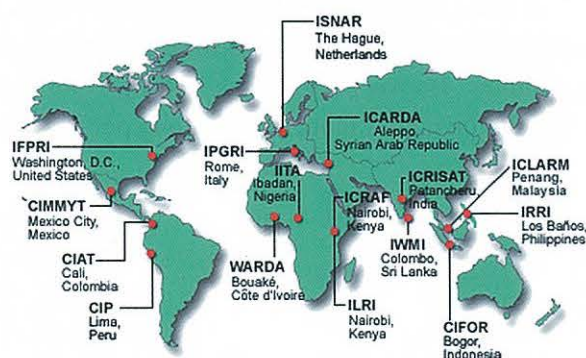 ISNAR
The Hague,
Netherlands
ICARDA
Aleppo,
Syrian Arab Republic
IFPRI
Washington, D.C.,
United States
IPGRI
Rome,
Italy
IITA
Ibadan,
Nigeria
ICRISAT
Patancheru,
India
ICLARM
Penang,
Malaysia
CIMMYT
Mexico City,
Mexico
ICRAF
Nairobi,
Kenya
IRRI
Los Baños,
Philippines
IWMI
Colombo,
Sri Lanka
CIAT
Cali,
Colombia
WARDA
Bouaké,
Côte d'Ivoire
CIP
Lima,
Peru
ILRI
Nairobi,
Kenya
CIFOR
Bogor,
Indonesia